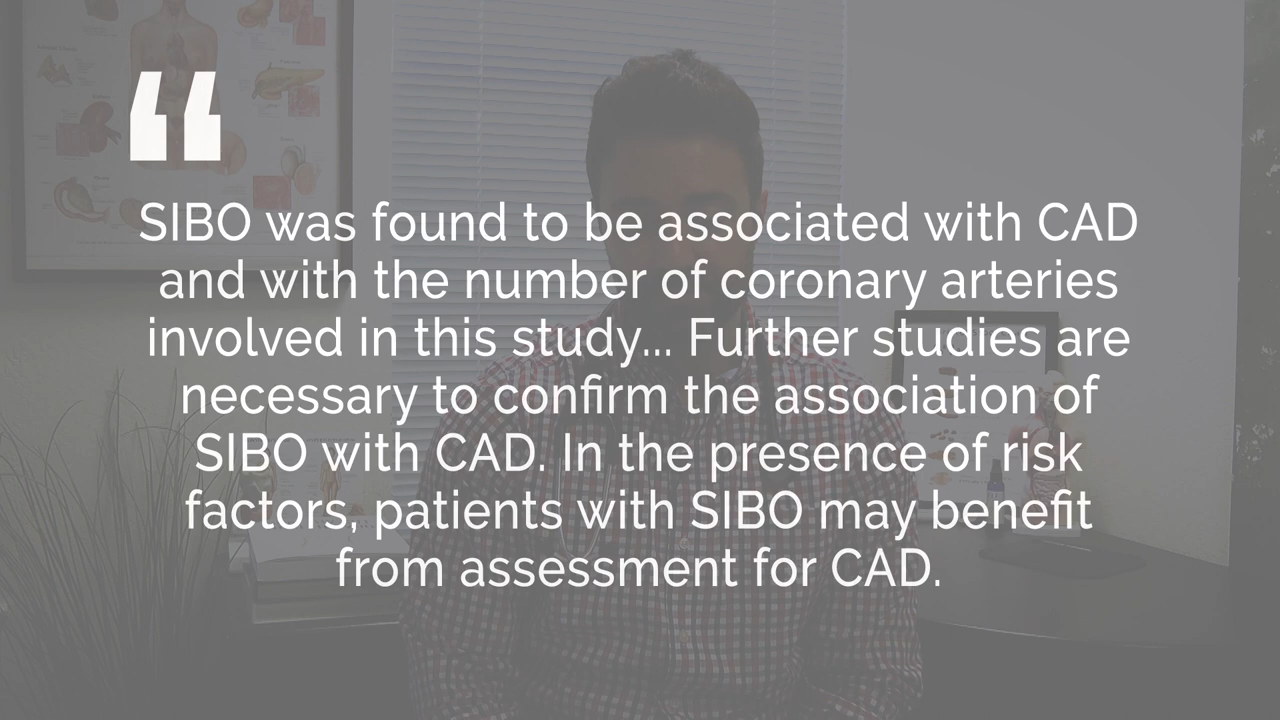 “
SIBO was found to be associated with CAD
and with the number of coronary arteries
involved in this study... Further studies are
necessary to confirm the association of
SIBO with CAD. In the presence of risk
factors, patients with SIBO may benefit
from assessment for CAD.